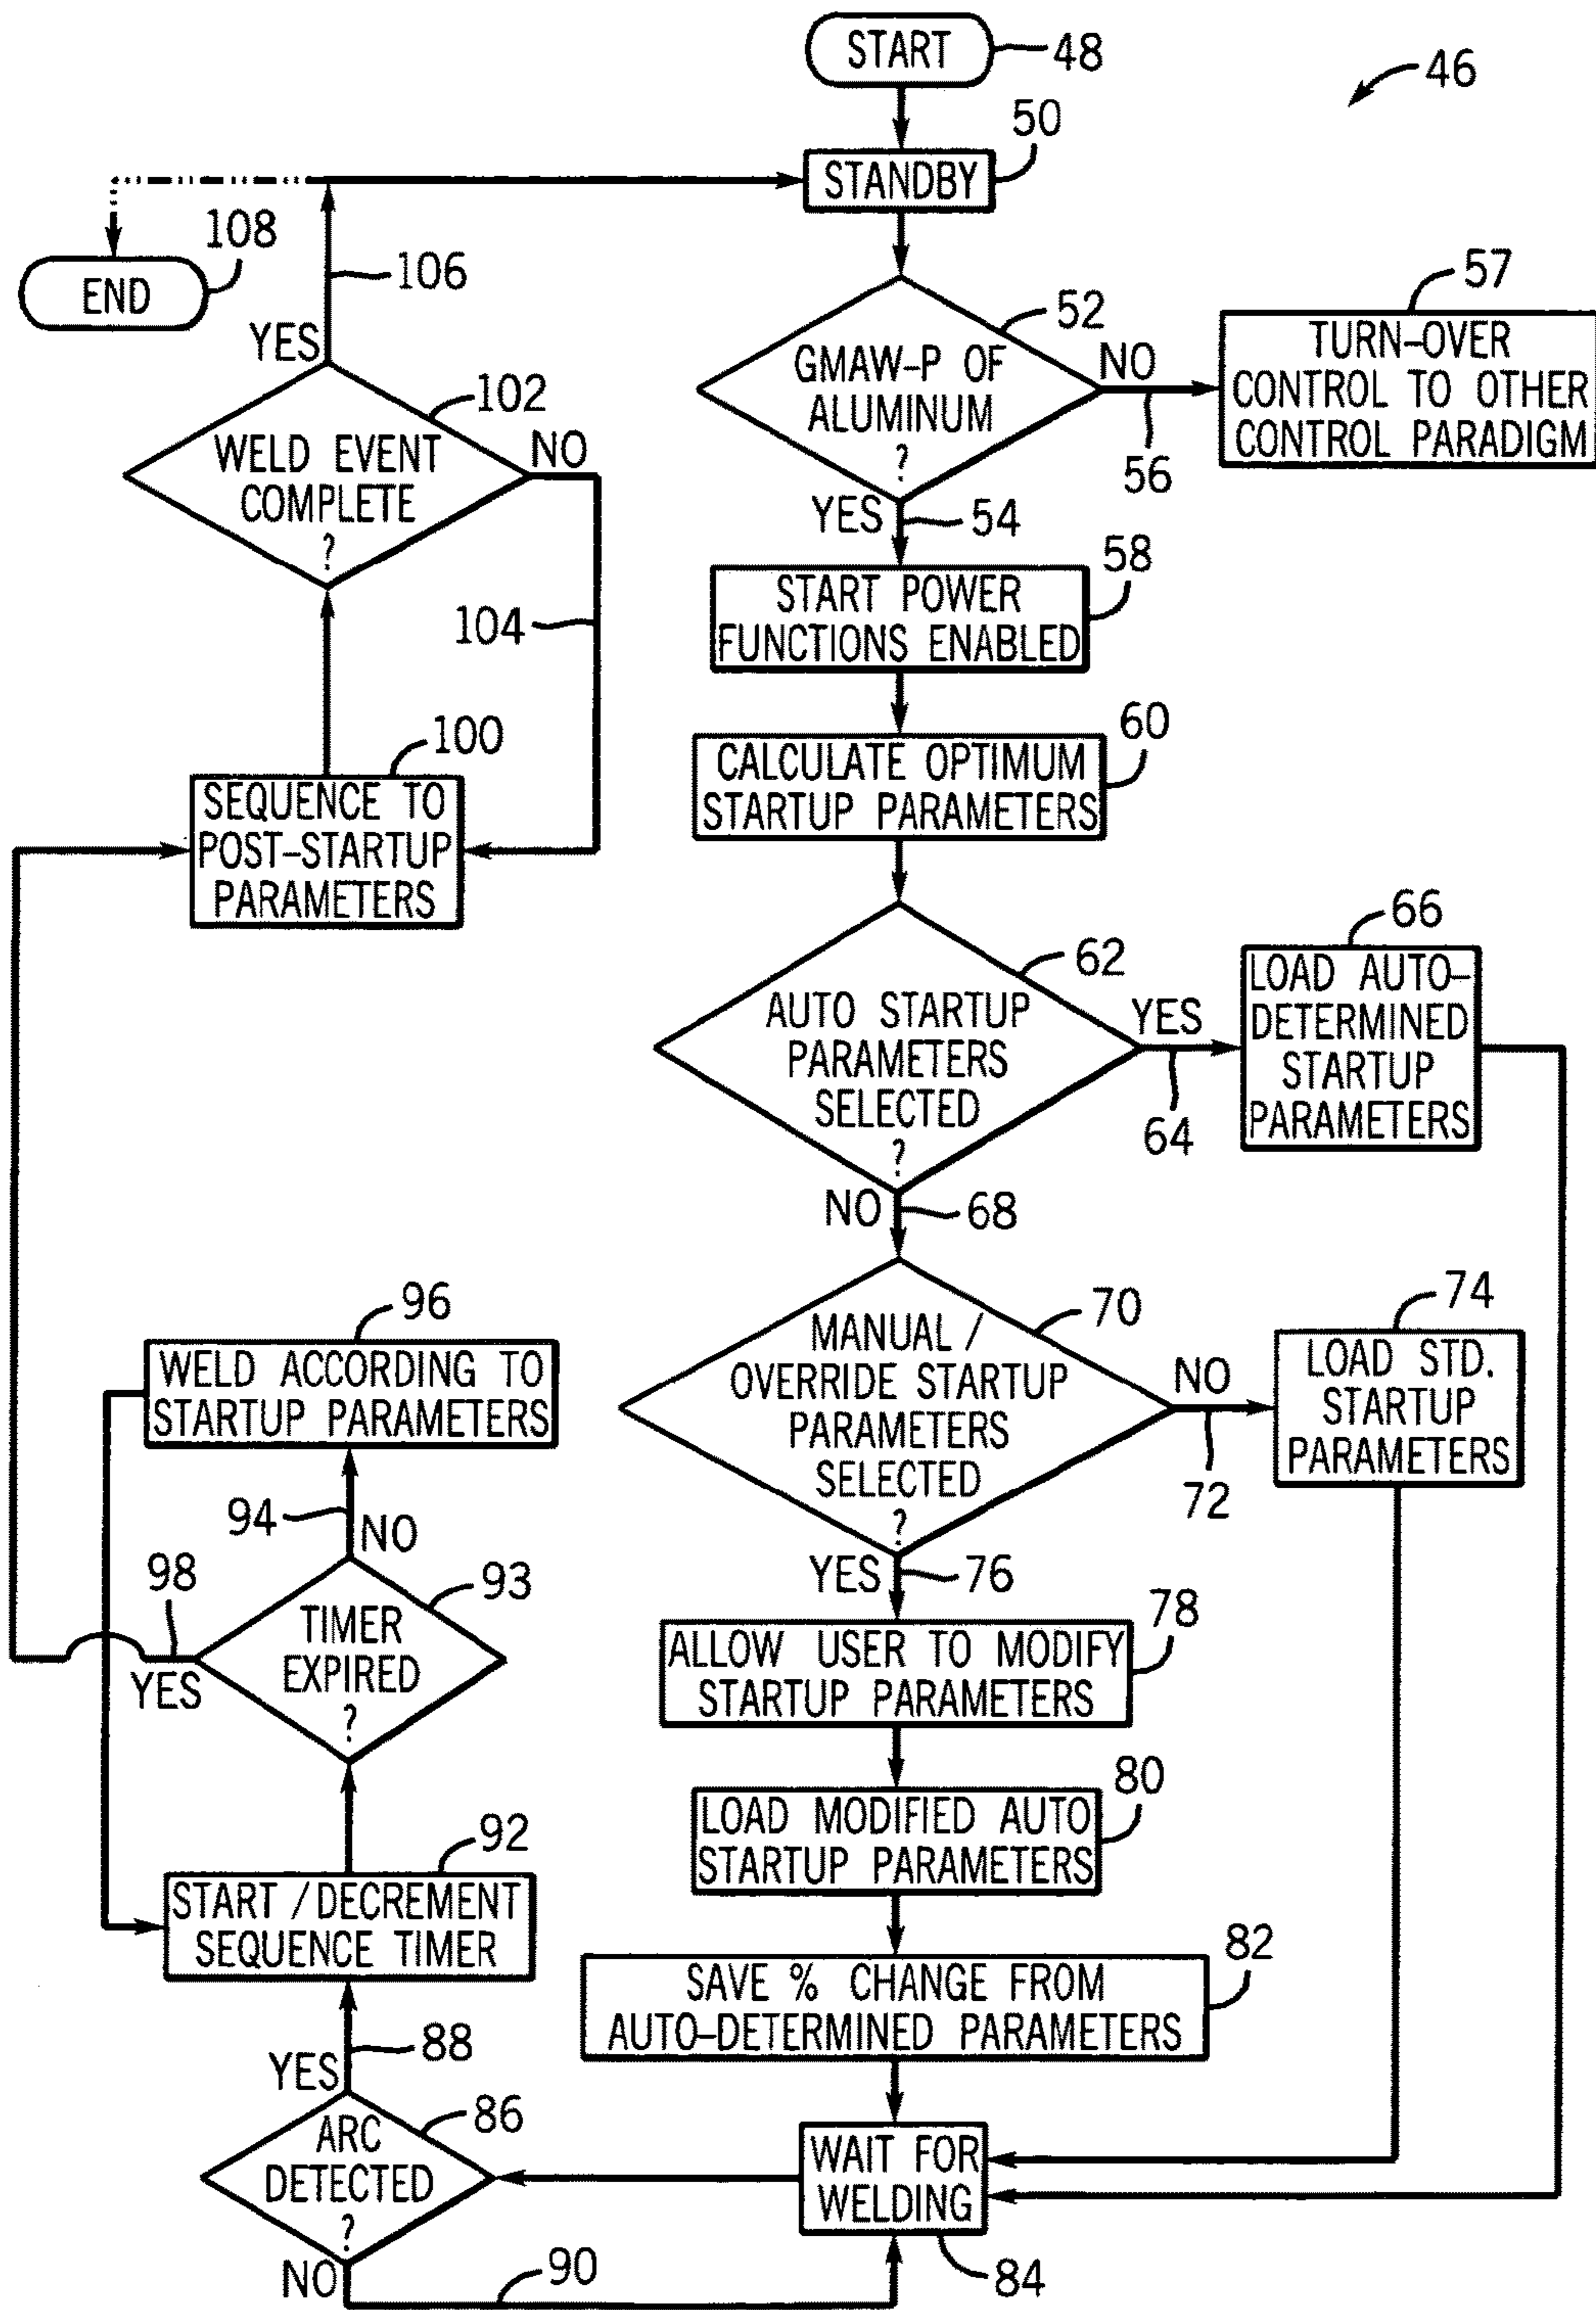 START
48
46
50
STANDBY
108
END
106
YES
52
GMAW-P OF
ALUMINUM
?
NO
56
57
TURN-OVER
CONTROL TO OTHER
CONTROL PARADIGM
102
WELD EVENT
COMPLETE
?
NO
104
YES
54
58
START POWER
FUNCTIONS ENABLED
60
CALCULATE OPTIMUM
STARTUP PARAMETERS
100
SEQUENCE TO
POST-STARTUP
PARAMETERS
62
AUTO STARTUP
PARAMETERS
SELECTED
?
YES
64
66
LOAD AUTO-
DETERMINED
STARTUP
PARAMETERS
NO
68
70
MANUAL /
OVERRIDE STARTUP
PARAMETERS
SELECTED
?
NO
72
74
LOAD STD.
STARTUP
PARAMETERS
96
WELD ACCORDING TO
STARTUP PARAMETERS
94
NO
98
YES
93
TIMER
EXPIRED
?
YES
76
78
ALLOW USER TO MODIFY
STARTUP PARAMETERS
80
LOAD MODIFIED AUTO
STARTUP PARAMETERS
92
START / DECREMENT
SEQUENCE TIMER
82
SAVE % CHANGE FROM
AUTO-DETERMINED PARAMETERS
YES
88
86
ARC
DETECTED
?
NO
90
WAIT FOR
WELDING
84